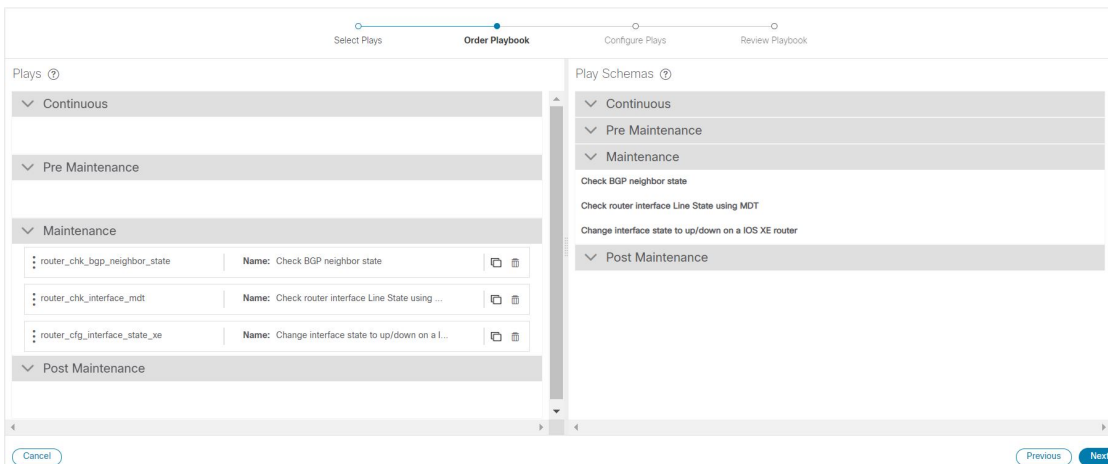 Select Plays
Order Playbook
Configure Plays
Review Playbook
Plays ?
Continuous
Pre Maintenance
Maintenance
router_chk_bgp_neighbor_state Name: Check BGP neighbor state
router_chk_interface_mdt Name: Check router interface Line State using ...
router_cfg_interface_state_xe Name: Change interface state to up/down on a I...
Post Maintenance
Play Schemas ?
Continuous
Pre Maintenance
Maintenance
Check BGP neighbor state
Check router interface Line State using MDT
Change interface state to up/down on a IOS XE router
Post Maintenance
Cancel
Previous
Next